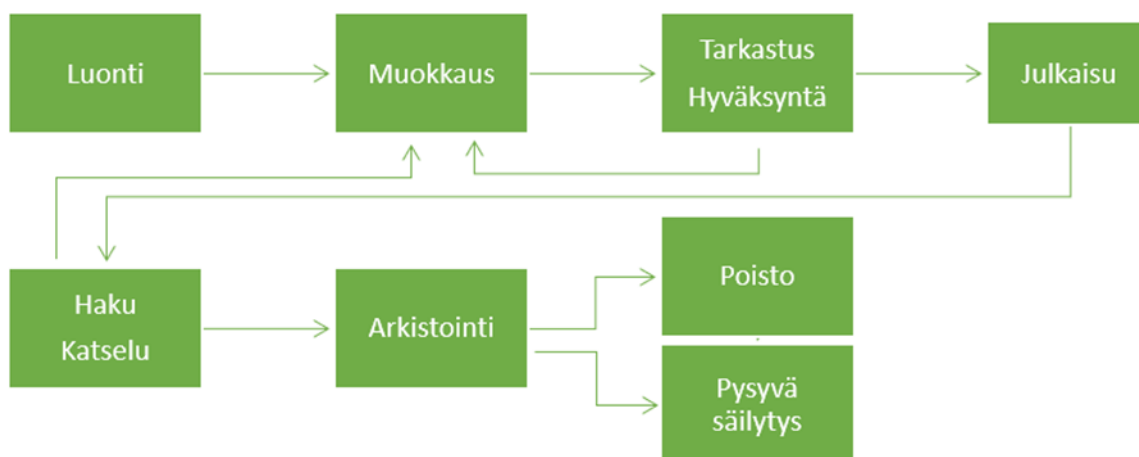 Luonti
Muokkaus
Tarkastus
Hyväksyntä
Julkaisu
Haku
Katselu
Arkistointi
Poisto
Pysyvä
säilytys